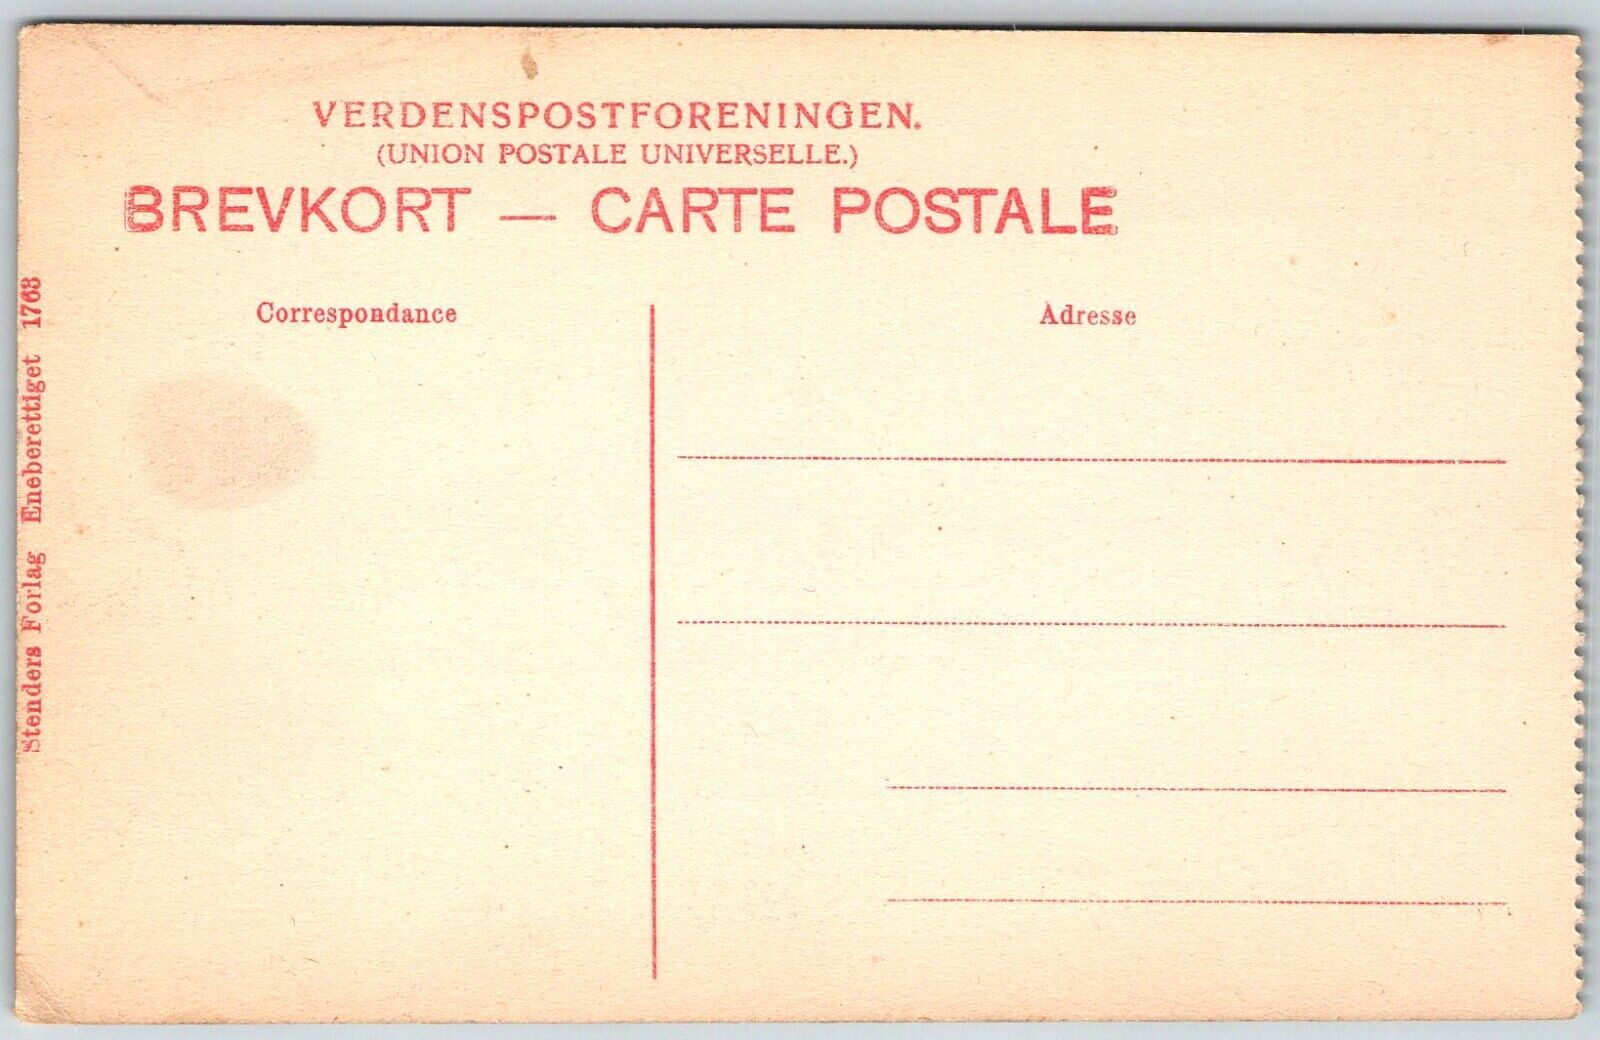 VERDENSPOSTFORENINGEN.
(UNION POSTALE UNIVERSELLE.)
BREVKORT — CARTE POSTALE
Correspondance
Adresse
Stenders Forlag Eneberettiget 1763